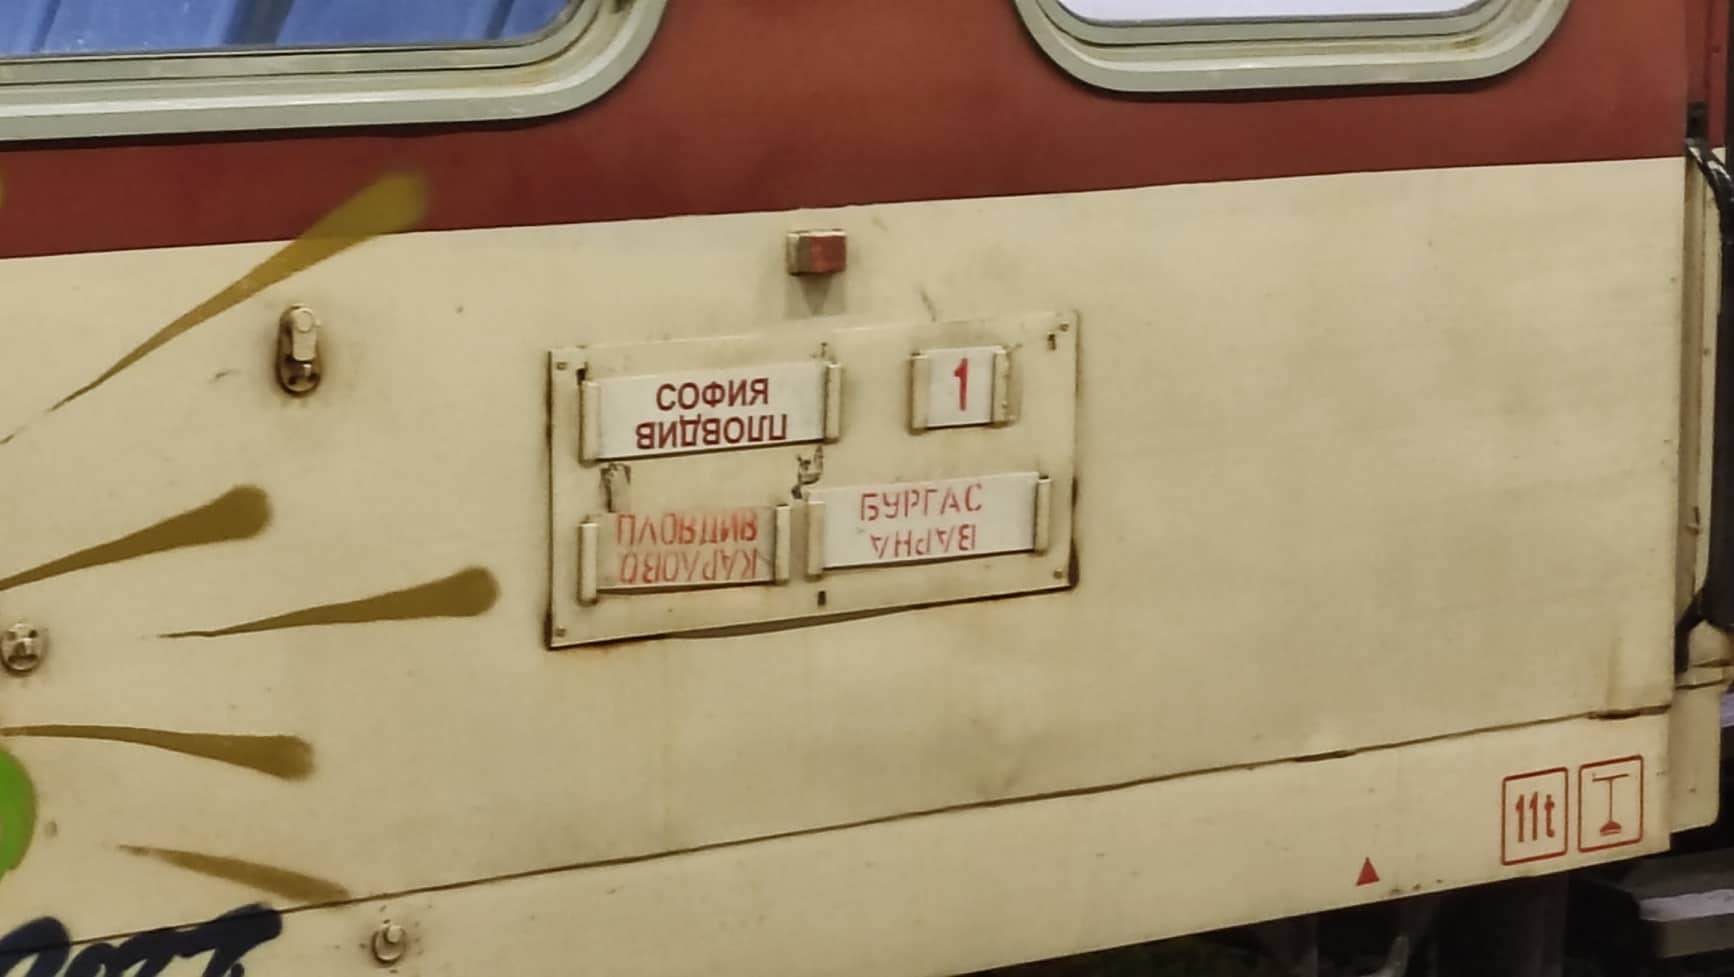 СОФИЯ
ПЛОВДИВ
1
ПЛОВДИВ
КАРЛОВО
БУРГАС
ВАРНА
11t